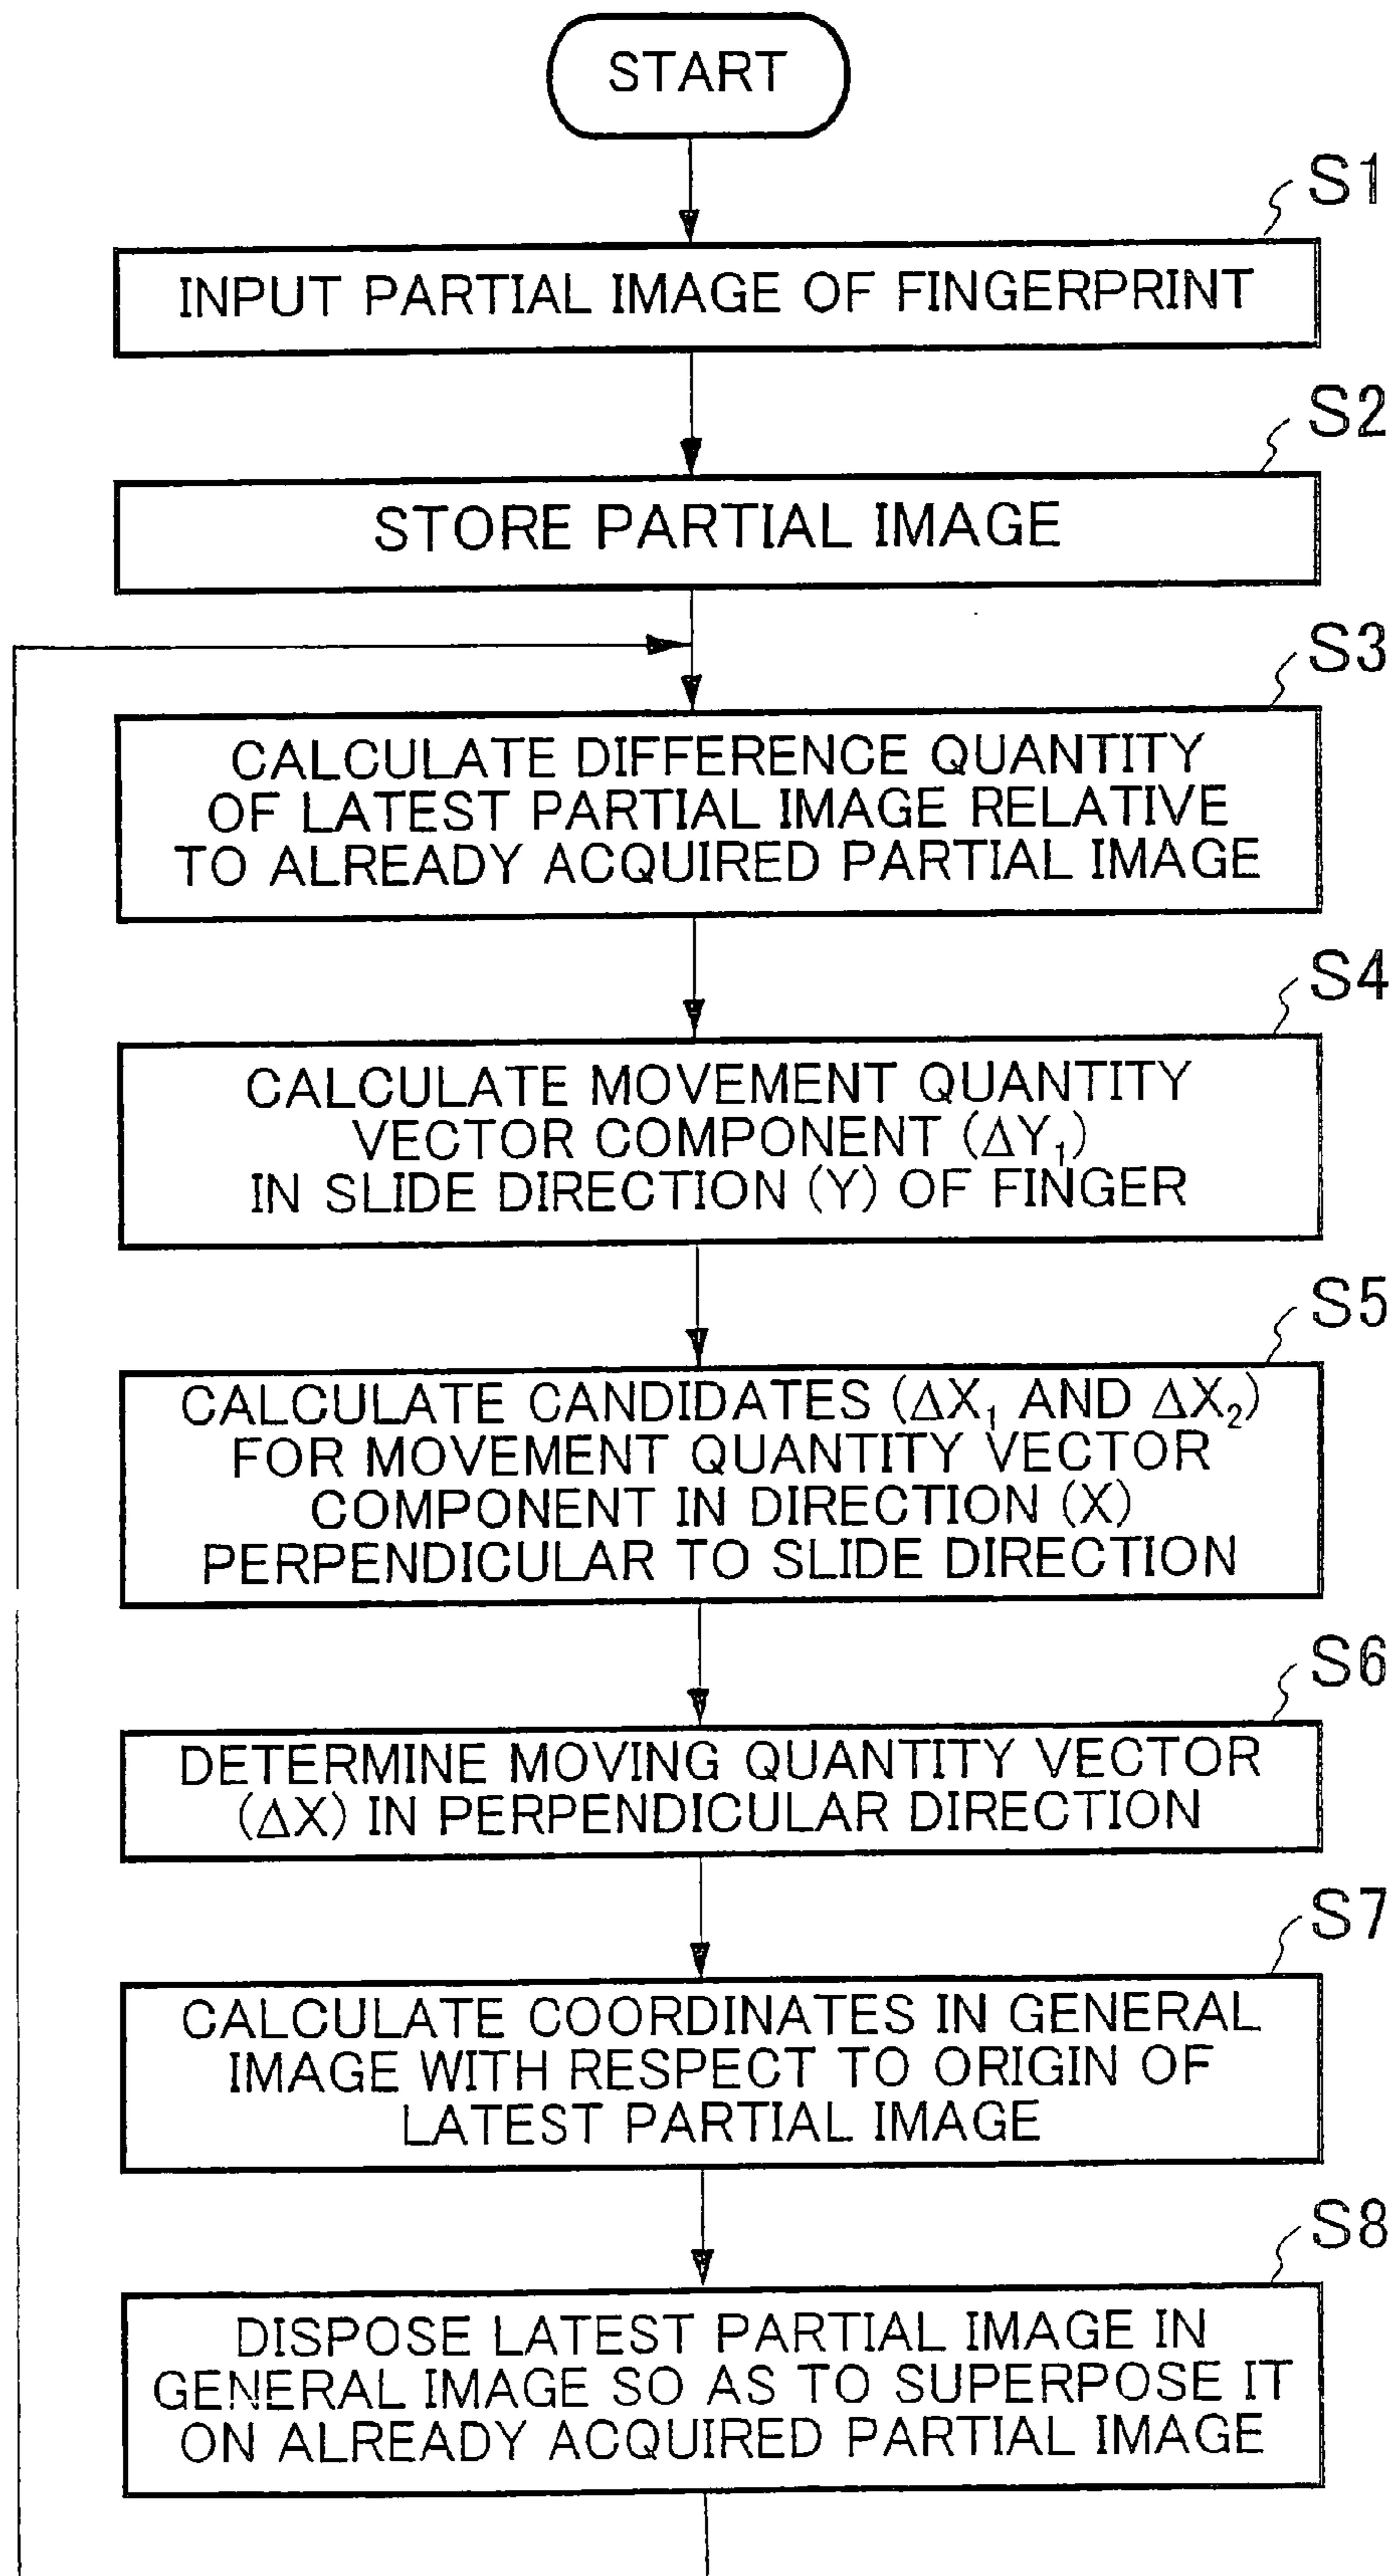 START
S1
INPUT PARTIAL IMAGE OF FINGERPRINT
S2
STORE PARTIAL IMAGE
S3
CALCULATE DIFFERENCE QUANTITY
OF LATEST PARTIAL IMAGE RELATIVE
TO ALREADY ACQUIRED PARTIAL IMAGE
S4
CALCULATE MOVEMENT QUANTITY
VECTOR COMPONENT (ΔY₁)
IN SLIDE DIRECTION (Y) OF FINGER
S5
CALCULATE CANDIDATES (ΔX₁ AND ΔX₂)
FOR MOVEMENT QUANTITY VECTOR
COMPONENT IN DIRECTION (X)
PERPENDICULAR TO SLIDE DIRECTION
S6
DETERMINE MOVING QUANTITY VECTOR
(ΔX) IN PERPENDICULAR DIRECTION
S7
CALCULATE COORDINATES IN GENERAL
IMAGE WITH RESPECT TO ORIGIN OF
LATEST PARTIAL IMAGE
S8
DISPOSE LATEST PARTIAL IMAGE IN
GENERAL IMAGE SO AS TO SUPERPOSE IT
ON ALREADY ACQUIRED PARTIAL IMAGE